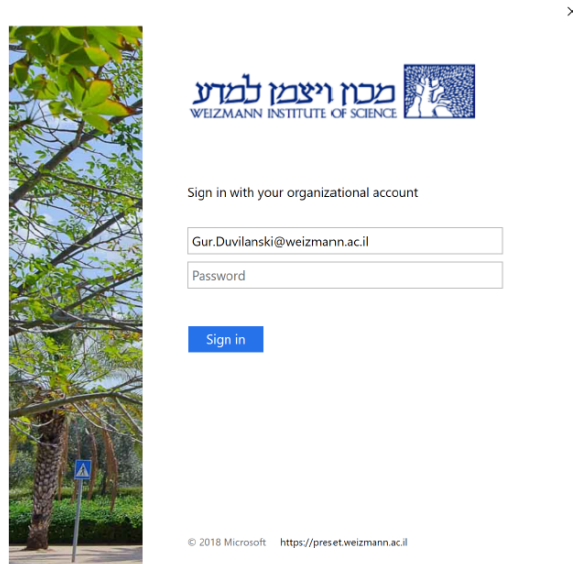 מכון ויצמן למדע
WEIZMANN INSTITUTE OF SCIENCE
Sign in with your organizational account
Gur.Duvilanski@weizmann.ac.il
Password
Sign in
© 2018 Microsoft https://preset.weizmann.ac.il